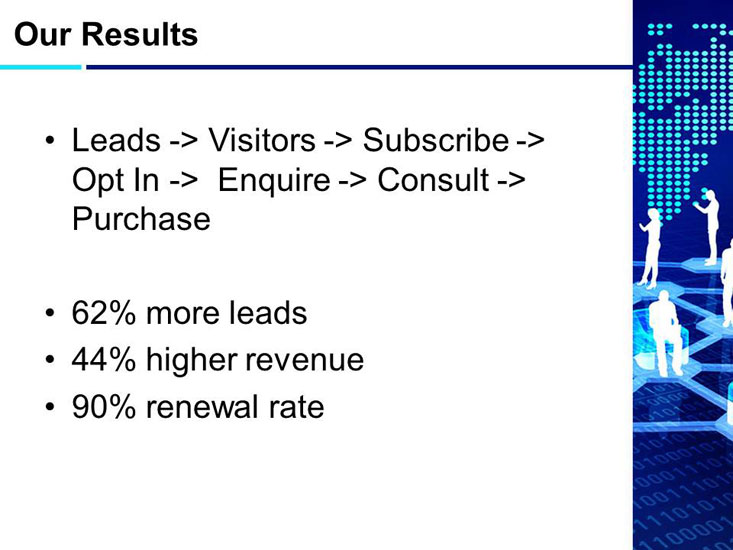 Our Results
• Leads -> Visitors -> Subscribe ->
Opt In ->  Enquire -> Consult ->
Purchase
• 62% more leads
• 44% higher revenue
• 90% renewal rate